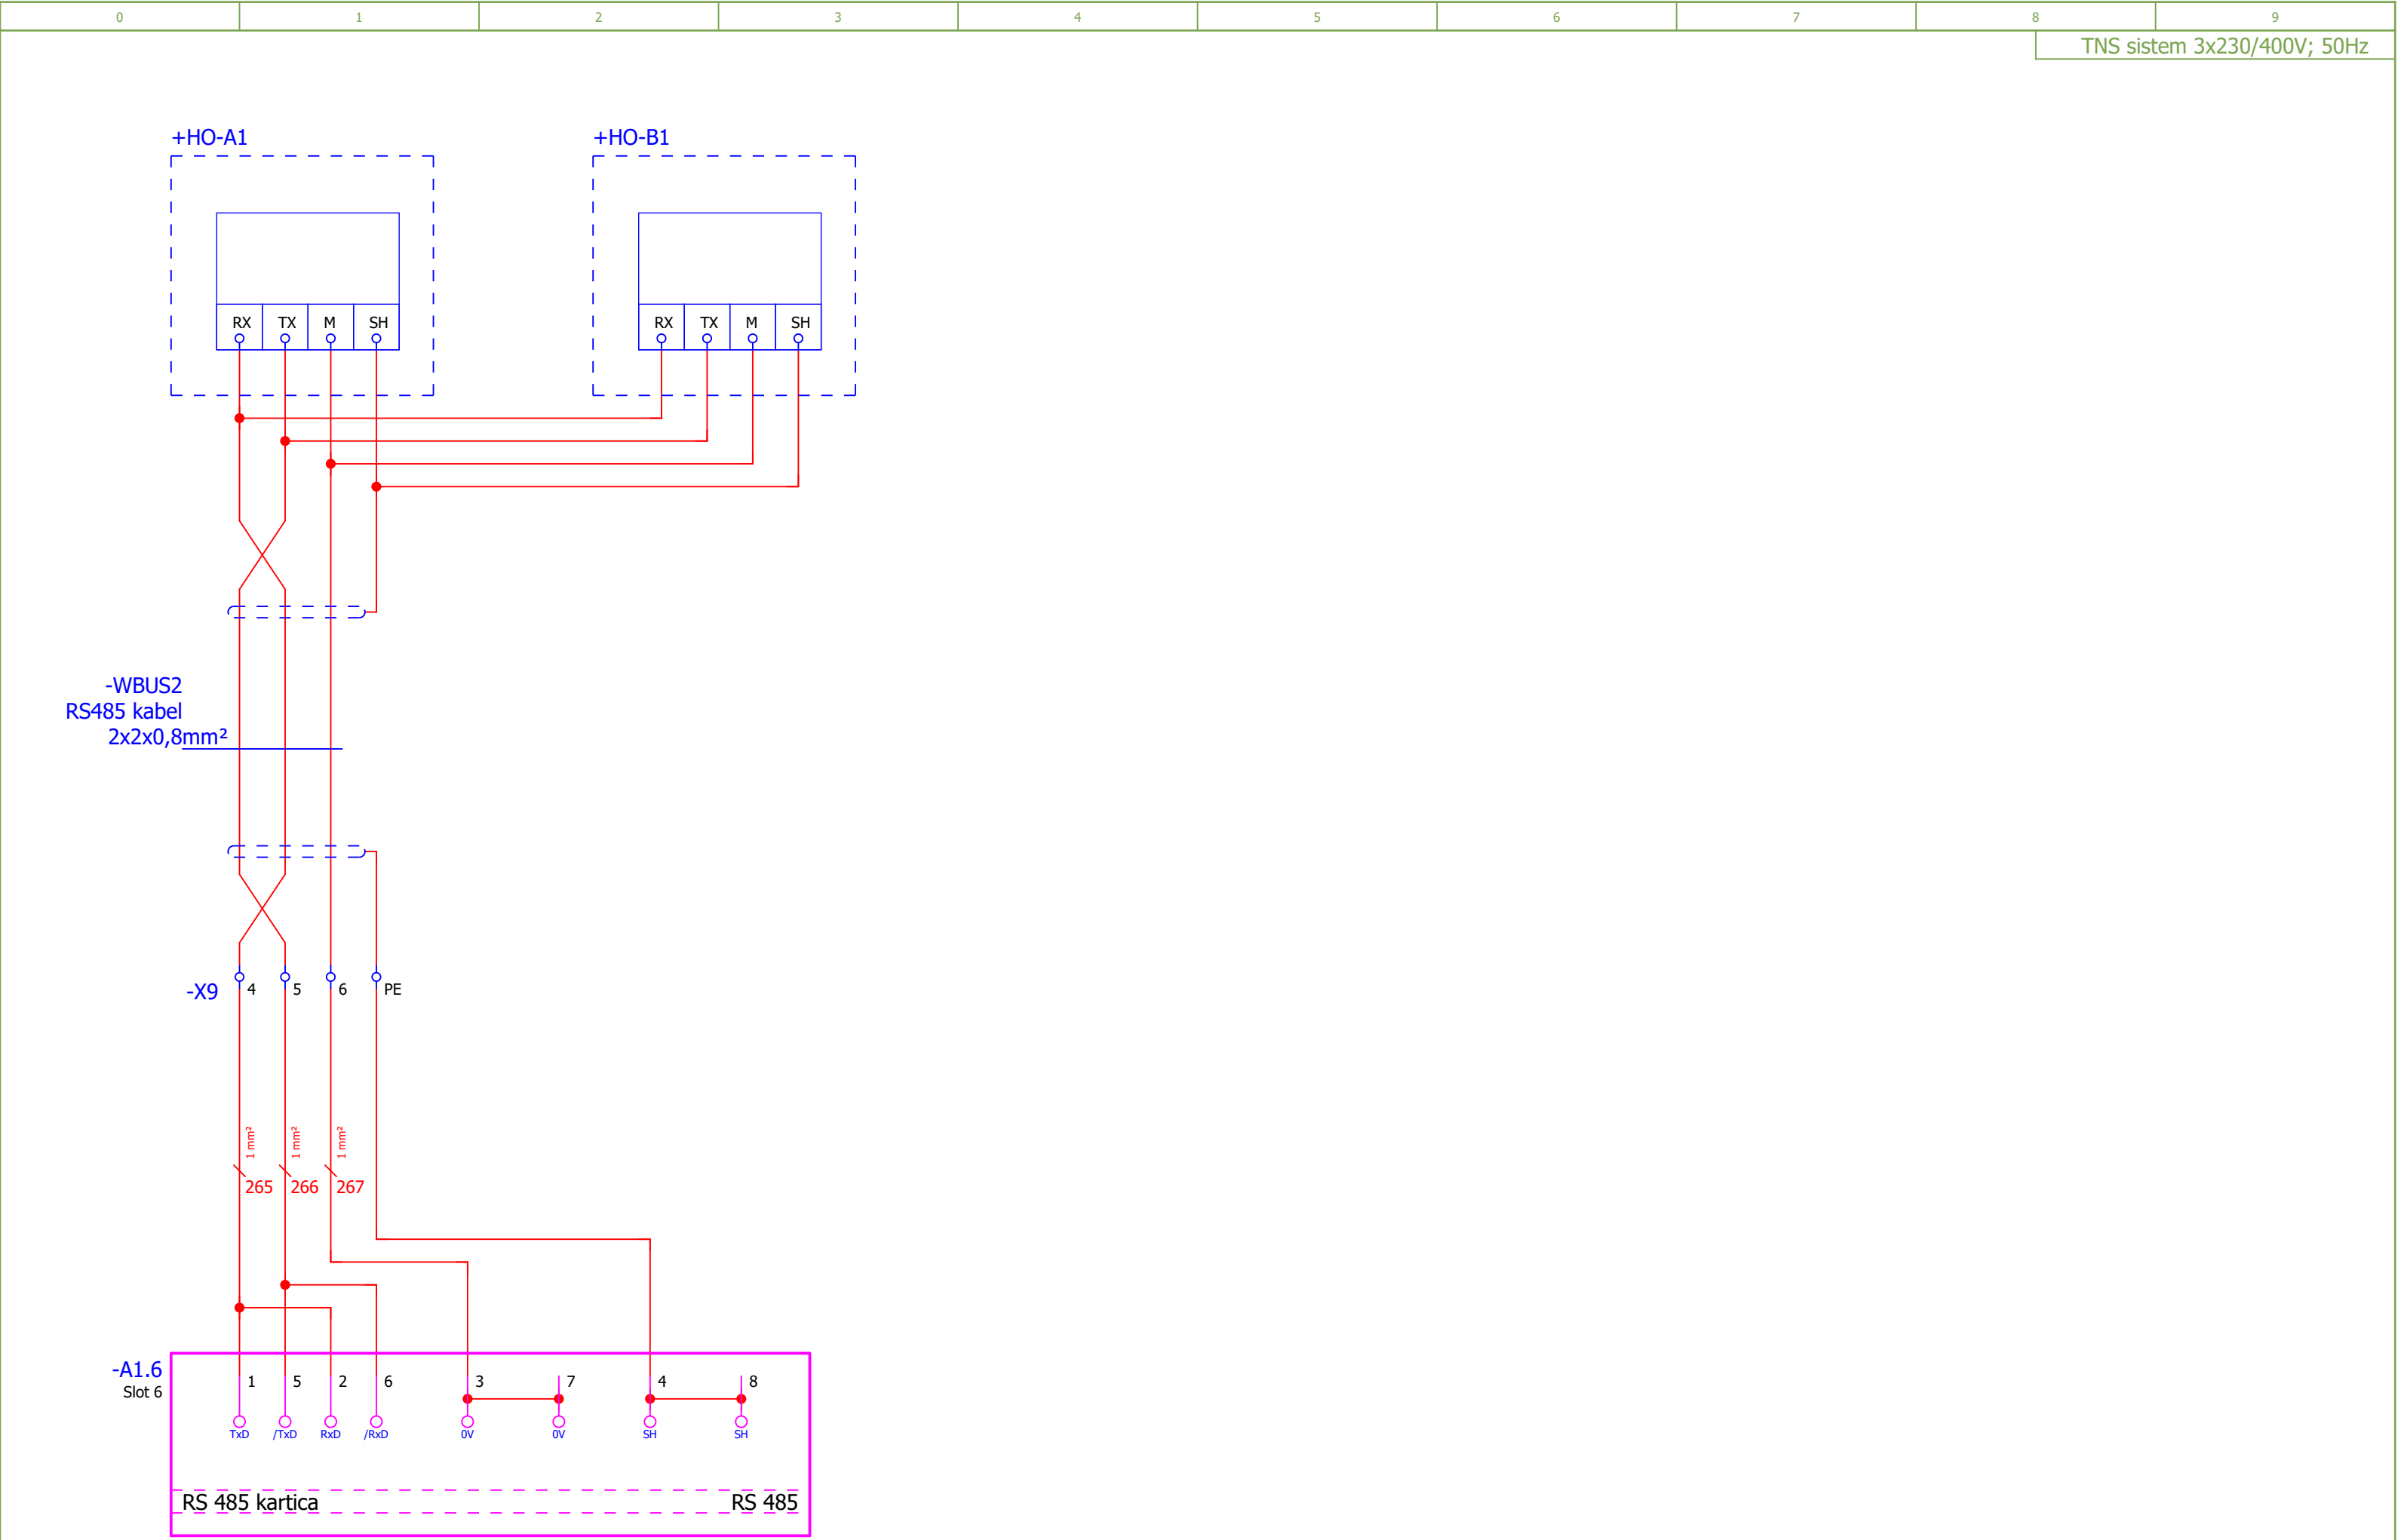 0 1 2 3 4 5 6 7 8 9
TNS sistem 3x230/400V; 50Hz
+HO-A1 +HO-B1
RX TX M SH RX TX M SH
-WBUS2
RS485 kabel
2x2x0,8mm²
-X9 4 5 6 PE
1 mm² 1 mm² 1 mm²
265 266 267
-A1.6 1 5 2 6 3 7 4 8
Slot 6
TxD /TxD RxD /RxD 0V 0V SH SH
RS 485 kartica RS 485